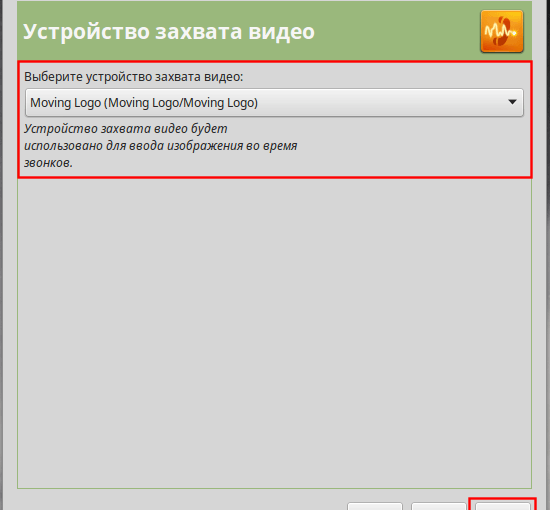 Устройство захвата видео
Выберите устройство захвата видео:
Moving Logo (Moving Logo/Moving Logo)
Устройство захвата видео будет
использовано для ввода изображения во время
звонков.